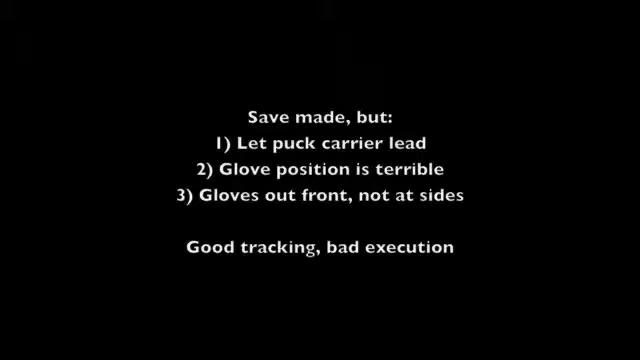 Save made, but:
1) Let puck carrier lead
2) Glove position is terrible
3) Gloves out front, not at sides
Good tracking, bad execution